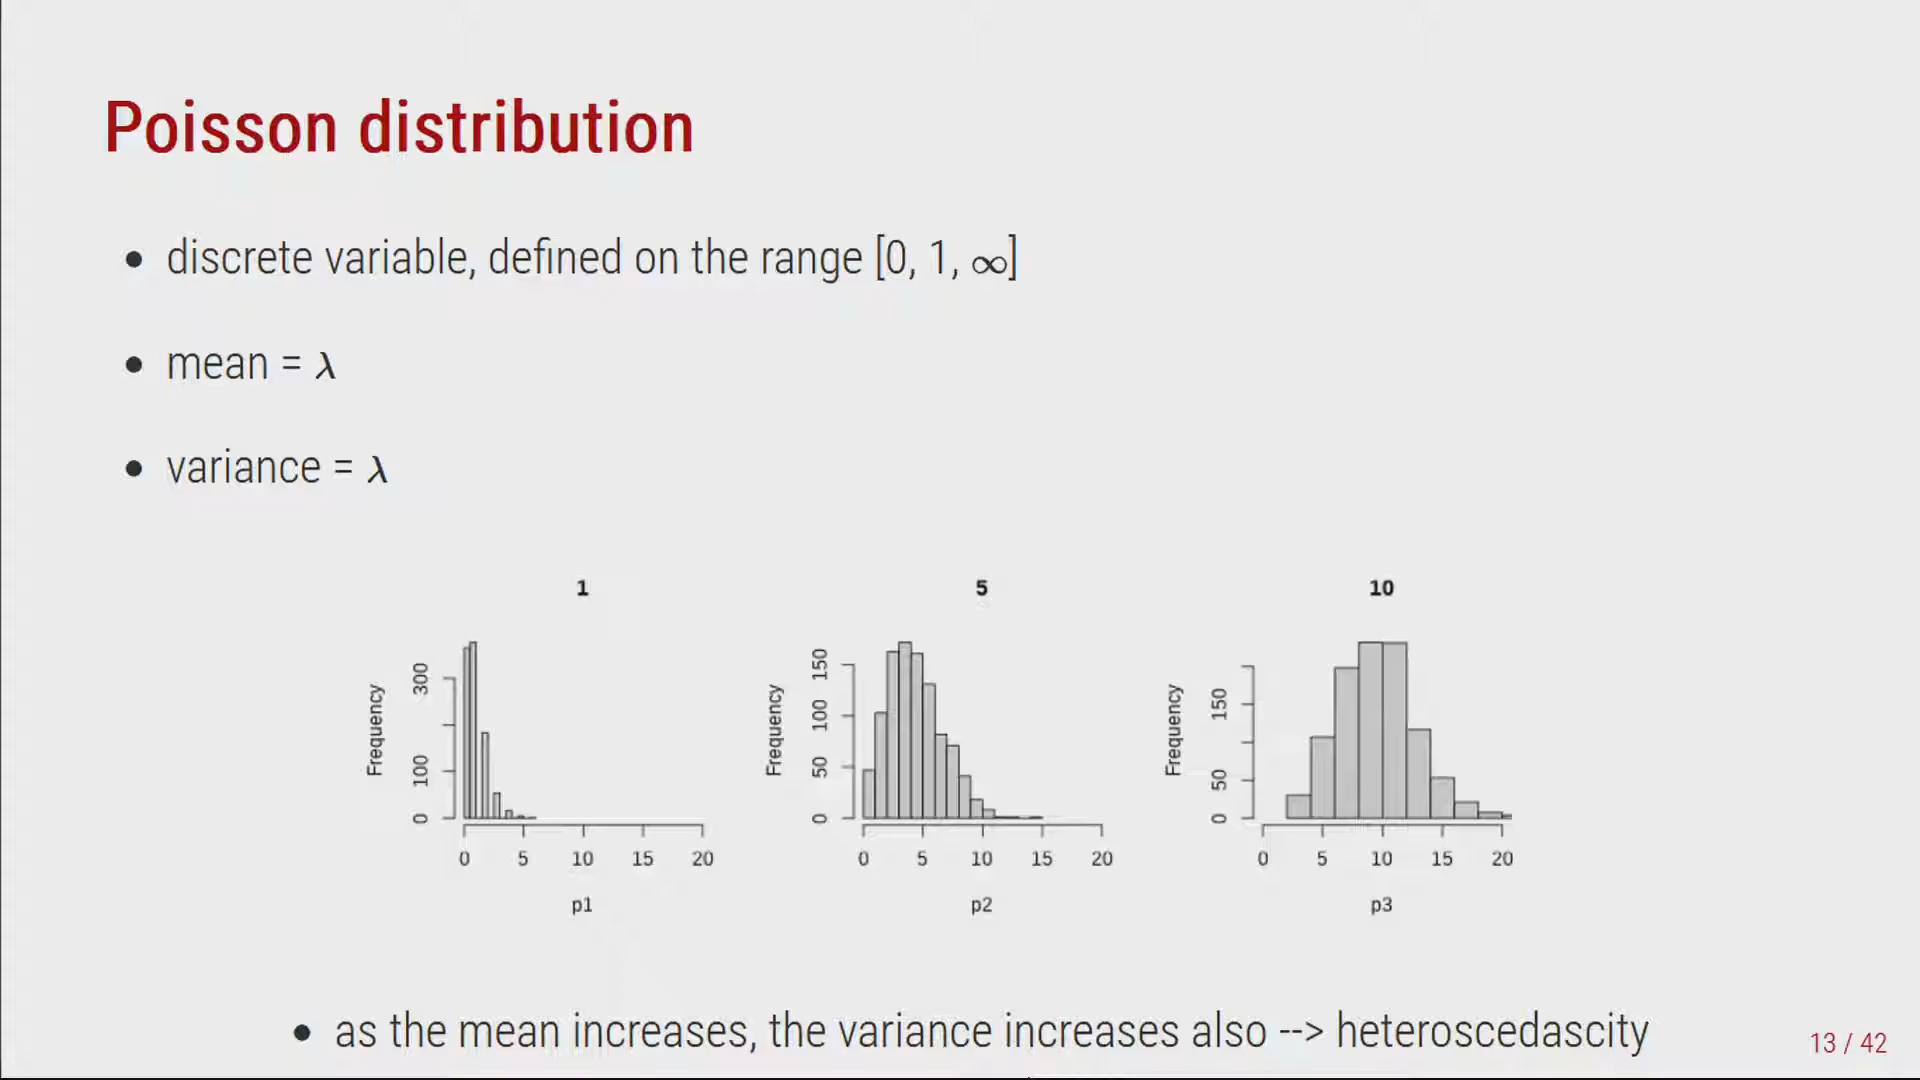 Poisson distribution
• discrete variable, defined on the range [0, 1, ∞]
• mean = λ
• variance = λ
1
Frequency
0 100 300
0 5 10 15 20
p1
5
Frequency
0 50 100 150
0 5 10 15 20
p2
10
Frequency
0 50 150
0 5 10 15 20
p3
• as the mean increases, the variance increases also --> heteroscedascity
13 / 42